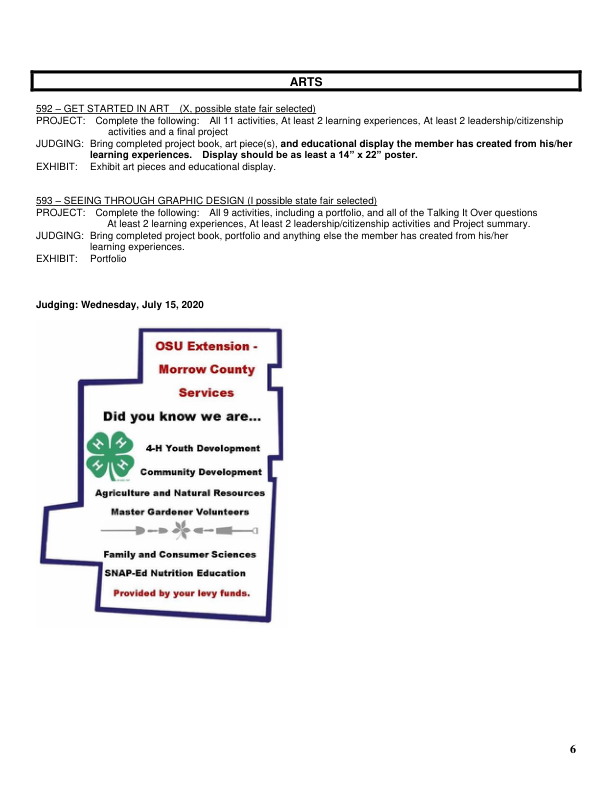 ARTS
592 – GET STARTED IN ART (X, possible state fair selected)
PROJECT: Complete the following: All 11 activities, At least 2 learning experiences, At least 2 leadership/citizenship
activities and a final project
JUDGING: Bring completed project book, art piece(s), and educational display the member has created from his/her
learning experiences. Display should be as least a 14” x 22” poster.
EXHIBIT: Exhibit art pieces and educational display.
593 – SEEING THROUGH GRAPHIC DESIGN (I possible state fair selected)
PROJECT: Complete the following: All 9 activities, including a portfolio, and all of the Talking It Over questions
At least 2 learning experiences, At least 2 leadership/citizenship activities and Project summary.
JUDGING: Bring completed project book, portfolio and anything else the member has created from his/her
learning experiences.
EXHIBIT: Portfolio
Judging: Wednesday, July 15, 2020
OSU Extension -
Morrow County
Services
Did you know we are...
H H
H H
4-H Youth Development
Community Development
Agriculture and Natural Resources
Master Gardener Volunteers
Family and Consumer Sciences
SNAP-Ed Nutrition Education
Provided by your levy funds.
6